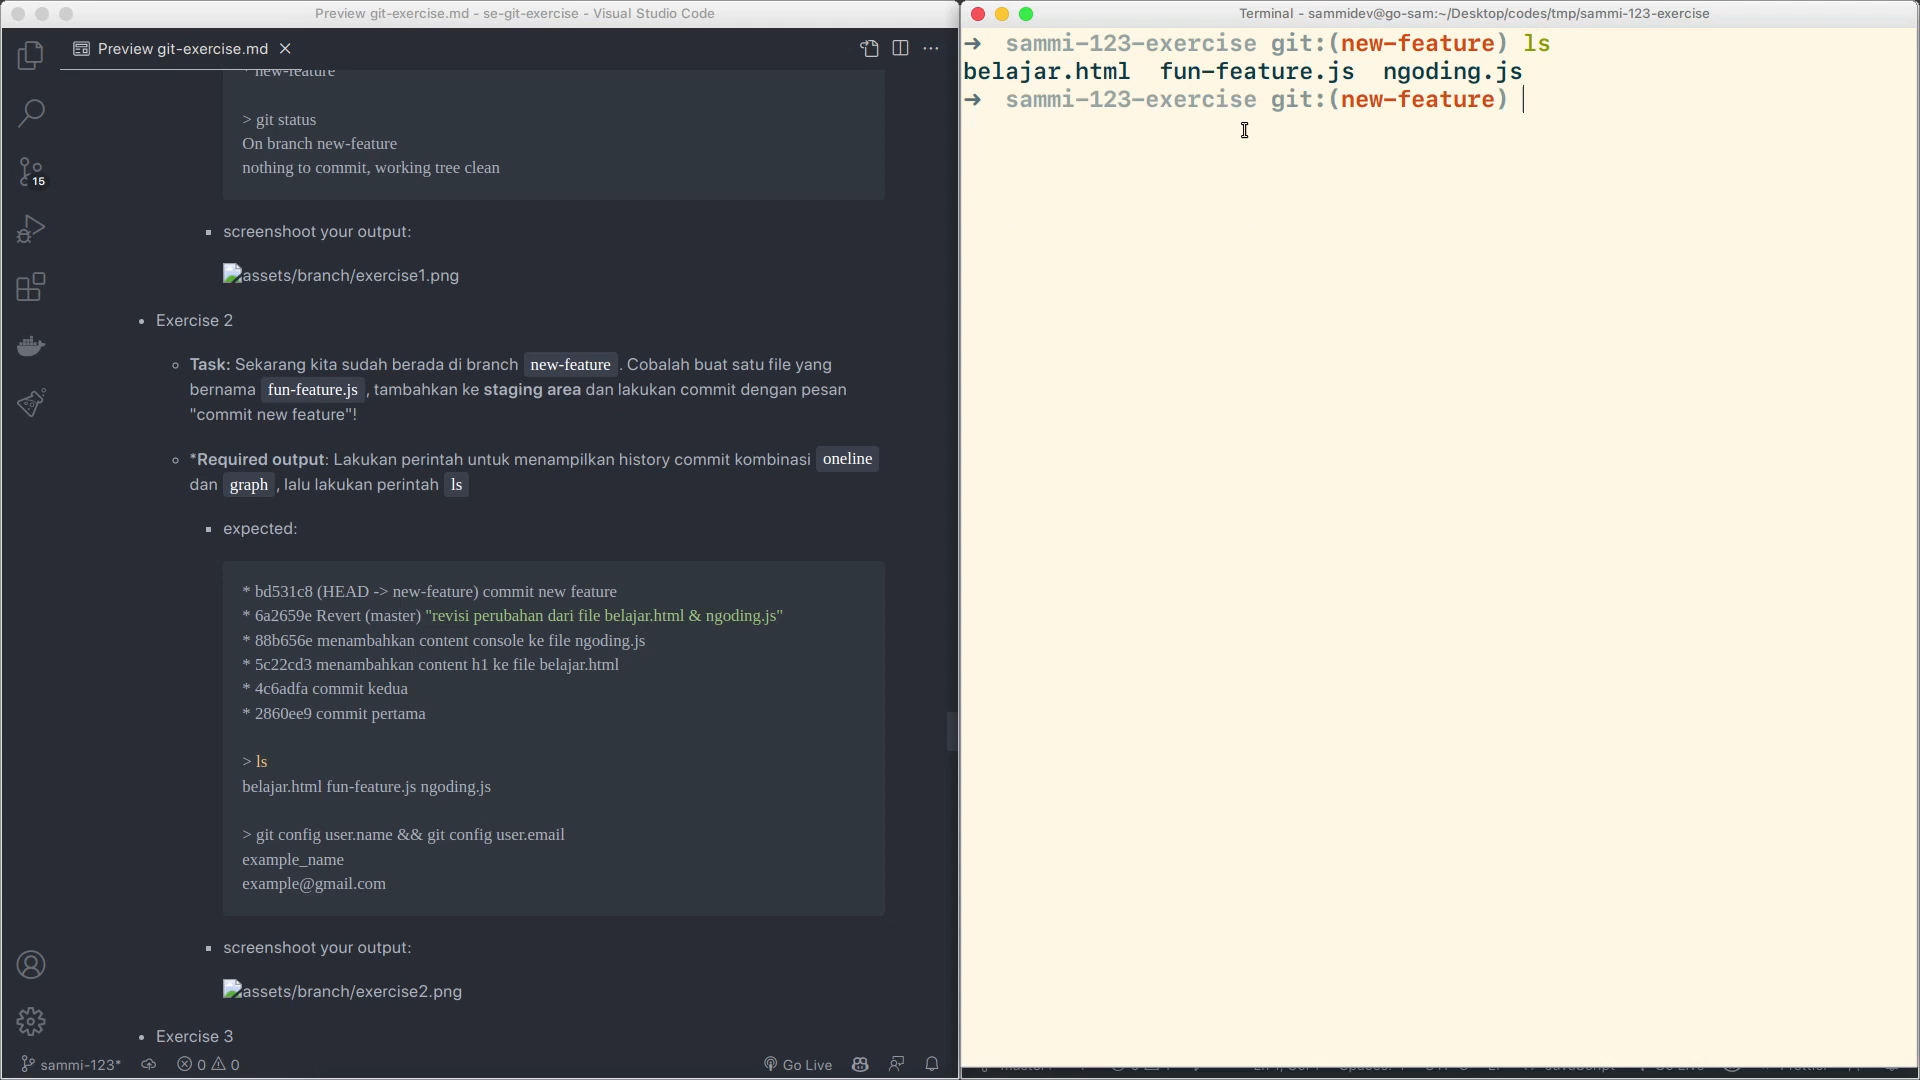 Preview git-exercise.md - se-git-exercise - Visual Studio Code
Preview git-exercise.md
* new-feature
> git status
On branch new-feature
nothing to commit, working tree clean
screenshoot your output:
assets/branch/exercise1.png
Exercise 2
Task: Sekarang kita sudah berada di branch new-feature . Cobalah buat satu file yang
bernama fun-feature.js , tambahkan ke staging area dan lakukan commit dengan pesan
"commit new feature"!
*Required output: Lakukan perintah untuk menampilkan history commit kombinasi oneline
dan graph , lalu lakukan perintah ls
expected:
* bd531c8 (HEAD -> new-feature) commit new feature
* 6a2659e Revert (master) "revisi perubahan dari file belajar.html & ngoding.js"
* 88b656e menambahkan content console ke file ngoding.js
* 5c22cd3 menambahkan content h1 ke file belajar.html
* 4c6adfa commit kedua
* 2860ee9 commit pertama
> ls
belajar.html fun-feature.js ngoding.js
> git config user.name && git config user.email
example_name
example@gmail.com
screenshoot your output:
assets/branch/exercise2.png
Exercise 3
15
sammi-123*
0
0
Go Live
Terminal - sammidev@go-sam:~/Desktop/codes/tmp/sammi-123-exercise
→ sammi-123-exercise git:(new-feature) ls
belajar.html fun-feature.js ngoding.js
→ sammi-123-exercise git:(new-feature)